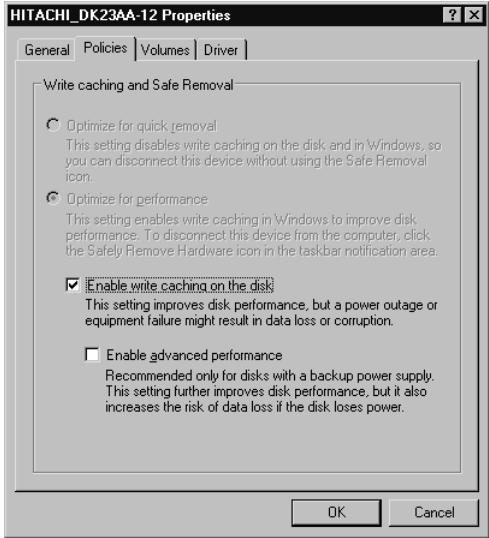 HITACHI_DK23AA-12 Properties
General Policies Volumes Driver
Write caching and Safe Removal
Optimize for quick removal
This setting disables write caching on the disk and in Windows, so
you can disconnect this device without using the Safe Removal
icon.
Optimize for performance
This setting enables write caching in Windows to improve disk
performance. To disconnect this device from the computer, click
the Safely Remove Hardware icon in the taskbar notification area.
Enable write caching on the disk
This setting improves disk performance, but a power outage or
equipment failure might result in data loss or corruption.
Enable advanced performance
Recommended only for disks with a backup power supply.
This setting further improves disk performance, but it also
increases the risk of data loss if the disk loses power.
OK Cancel